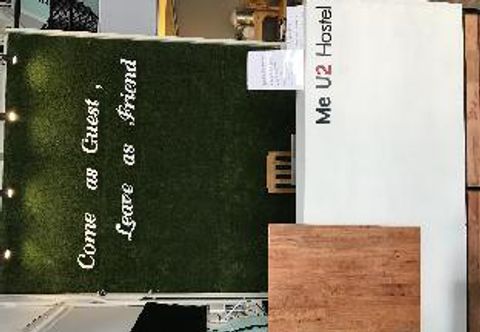 Come as Guest,
Leave as Friend
Me U2 Hostel